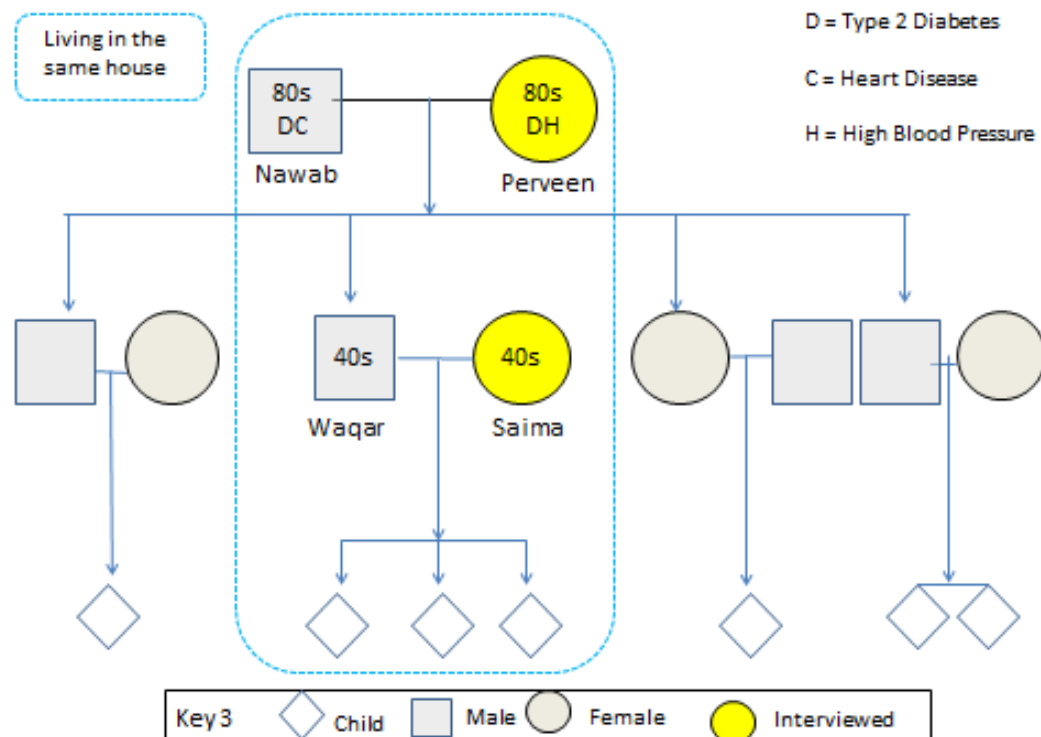 Living in the
same house
D = Type 2 Diabetes
C = Heart Disease
H = High Blood Pressure
80s
DC
Nawab
80s
DH
Perveen
40s
Waqar
40s
Saima
Key 3
Child
Male
Female
Interviewed